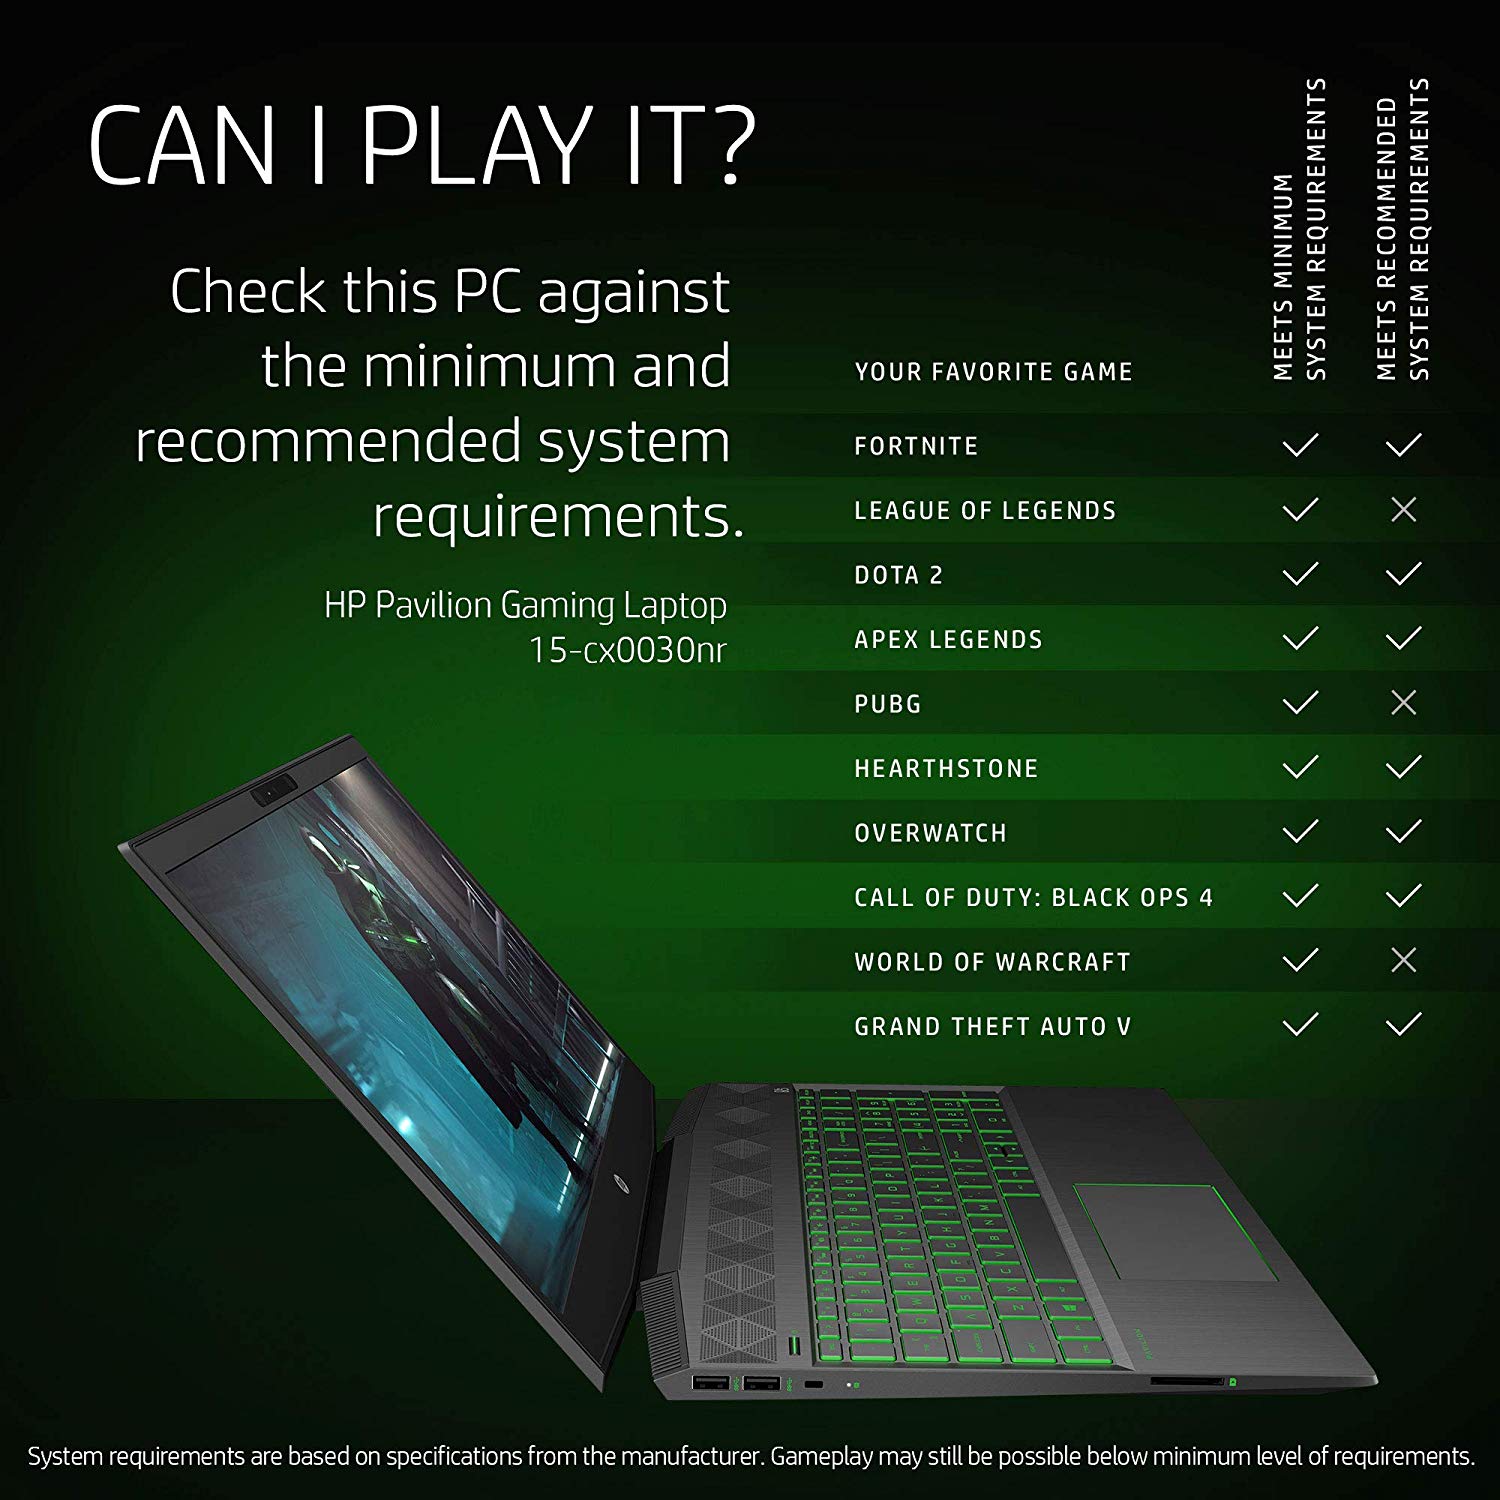 CAN I PLAY IT?
Check this PC against
the minimum and
recommended system
requirements.
HP Pavilion Gaming Laptop
15-cx0030nr
YOUR FAVORITE GAME
MEETS MINIMUM
SYSTEM REQUIREMENTS
MEETS RECOMMENDED
SYSTEM REQUIREMENTS
FORTNITE
LEAGUE OF LEGENDS
DOTA 2
APEX LEGENDS
PUBG
HEARTHSTONE
OVERWATCH
CALL OF DUTY: BLACK OPS 4
WORLD OF WARCRAFT
GRAND THEFT AUTO V
PAVILION
System requirements are based on specifications from the manufacturer. Gameplay may still be possible below minimum level of requirements.